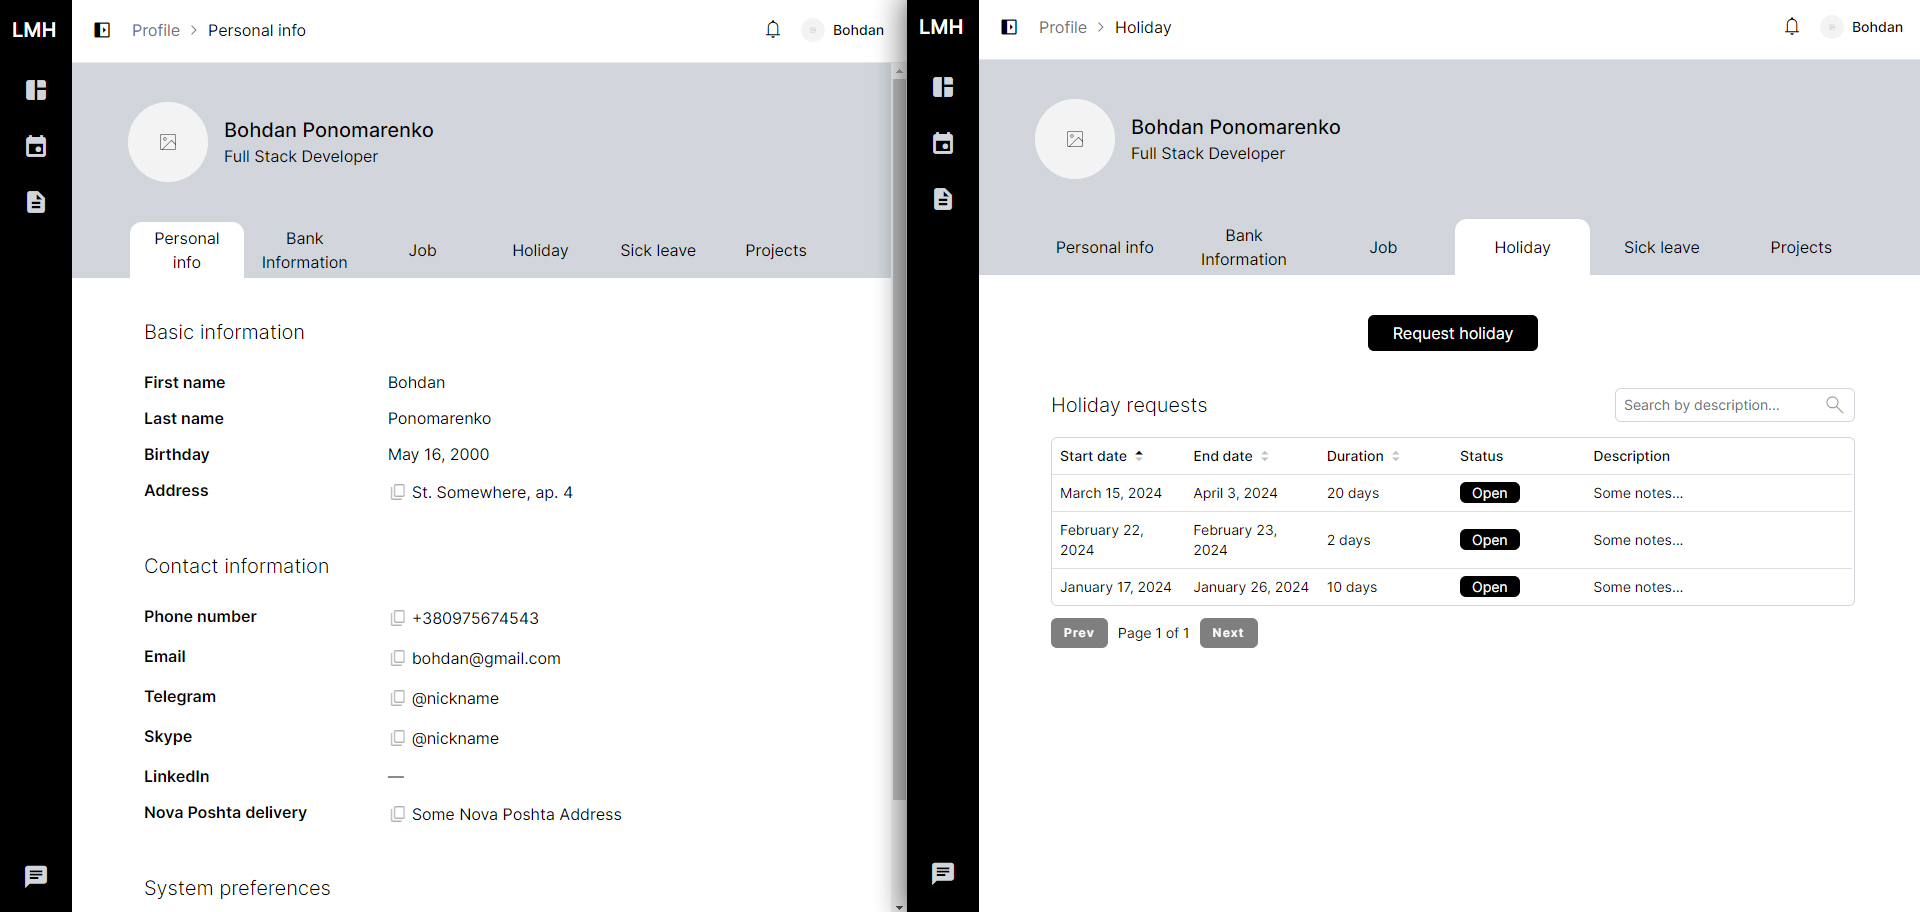 LMH
Profile > Personal info
Bohdan
Bohdan Ponomarenko
Full Stack Developer
Personal info
Bank Information
Job
Holiday
Sick leave
Projects
Basic information
First name Bohdan
Last name Ponomarenko
Birthday May 16, 2000
Address St. Somewhere, ap. 4
Contact information
Phone number +380975674543
Email bohdan@gmail.com
Telegram @nickname
Skype @nickname
LinkedIn —
Nova Poshta delivery Some Nova Poshta Address
System preferences
LMH
Profile > Holiday
Bohdan
Bohdan Ponomarenko
Full Stack Developer
Personal info
Bank Information
Job
Holiday
Sick leave
Projects
Request holiday
Holiday requests
Search by description...
Start date End date Duration Status Description
March 15, 2024 April 3, 2024 20 days Open Some notes...
February 22, 2024 February 23, 2024 2 days Open Some notes...
January 17, 2024 January 26, 2024 10 days Open Some notes...
Prev Page 1 of 1 Next